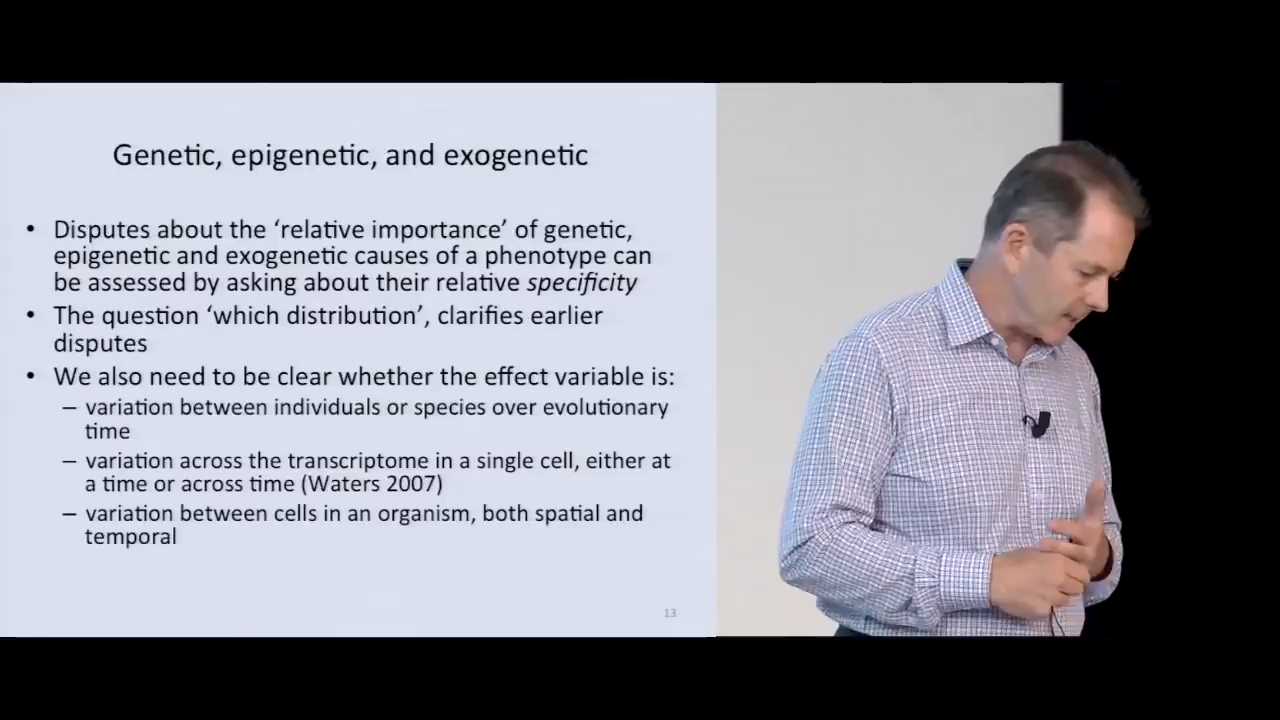 Genetic, epigenetic, and exogenetic
• Disputes about the ‘relative importance’ of genetic,
epigenetic and exogenetic causes of a phenotype can
be assessed by asking about their relative specificity
• The question ‘which distribution’, clarifies earlier
disputes
• We also need to be clear whether the effect variable is:
– variation between individuals or species over evolutionary
time
– variation across the transcriptome in a single cell, either at
a time or across time (Waters 2007)
– variation between cells in an organism, both spatial and
temporal
13